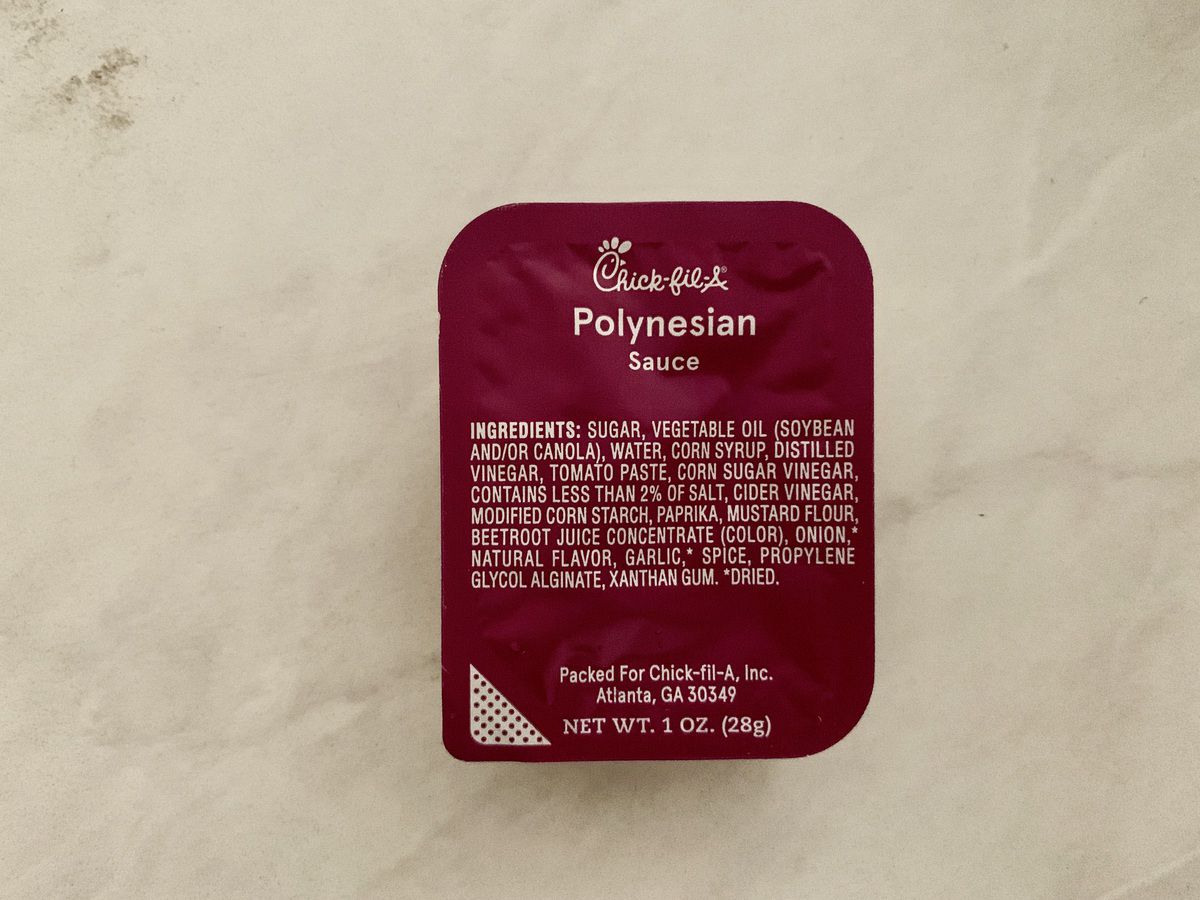 Chick-fil-A®
Polynesian
Sauce
INGREDIENTS: SUGAR, VEGETABLE OIL (SOYBEAN
AND/OR CANOLA), WATER, CORN SYRUP, DISTILLED
VINEGAR, TOMATO PASTE, CORN SUGAR VINEGAR,
CONTAINS LESS THAN 2% OF SALT, CIDER VINEGAR,
MODIFIED CORN STARCH, PAPRIKA, MUSTARD FLOUR,
BEETROOT JUICE CONCENTRATE (COLOR), ONION,*
NATURAL FLAVOR, GARLIC,* SPICE, PROPYLENE
GLYCOL ALGINATE, XANTHAN GUM. *DRIED.
Packed For Chick-fil-A, Inc.
Atlanta, GA 30349
NET WT. 1 OZ. (28g)